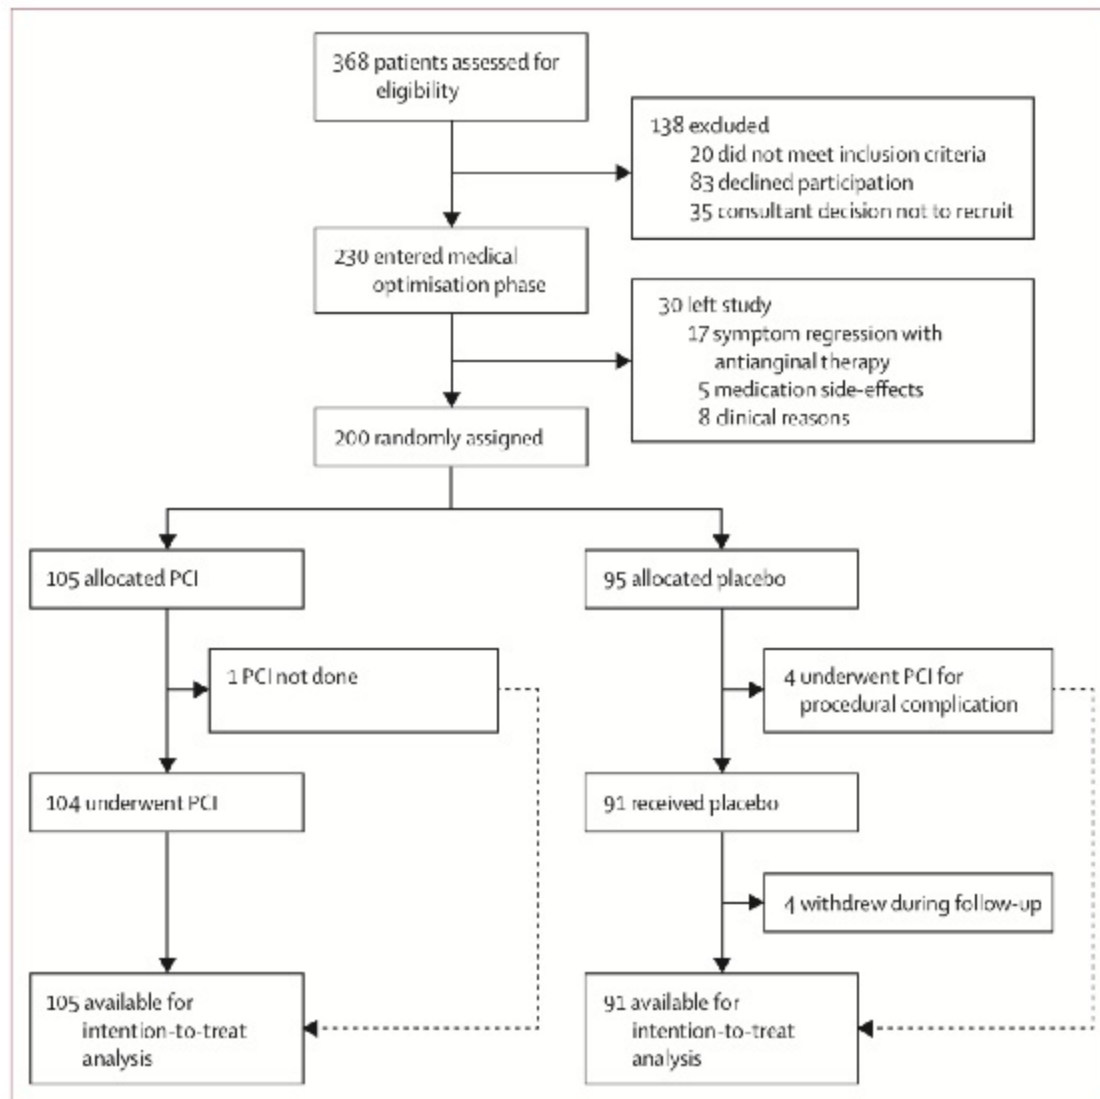 368 patients assessed for
eligibility
138 excluded
20 did not meet inclusion criteria
83 declined participation
35 consultant decision not to recruit
230 entered medical
optimisation phase
30 left study
17 symptom regression with
antianginal therapy
5 medication side-effects
8 clinical reasons
200 randomly assigned
105 allocated PCI
95 allocated placebo
1 PCI not done
4 underwent PCI for
procedural complication
104 underwent PCI
91 received placebo
4 withdrew during follow-up
105 available for
intention-to-treat
analysis
91 available for
intention-to-treat
analysis